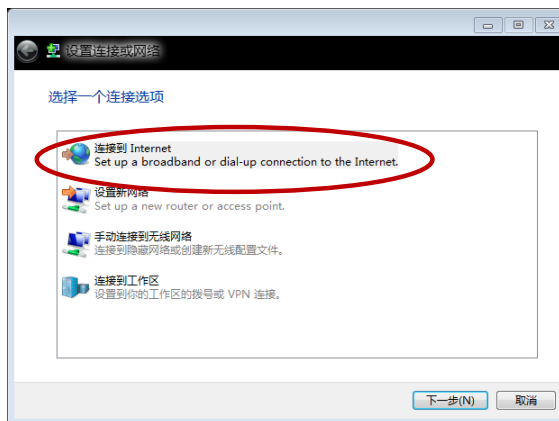 设置连接或网络
选择一个连接选项
连接到 Internet
Set up a broadband or dial-up connection to the Internet.
设置新网络
Set up a new router or access point.
手动连接到无线网络
连接到隐藏网络或创建新无线配置文件。
连接到工作区
设置到你的工作区的拨号或 VPN 连接。
下一步(N)
取消